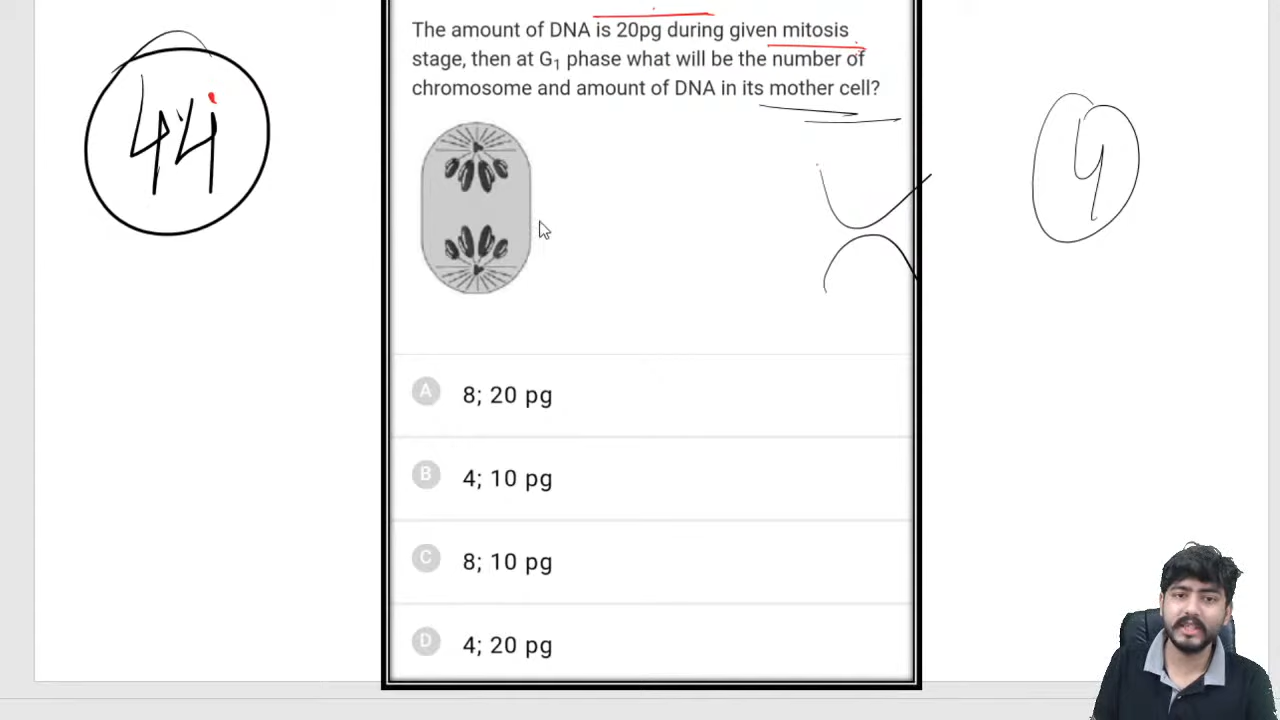 The amount of DNA is 20pg during given mitosis
stage, then at G₁ phase what will be the number of
chromosome and amount of DNA in its mother cell?
44
4
A 8; 20 pg
B 4; 10 pg
C 8; 10 pg
D 4; 20 pg